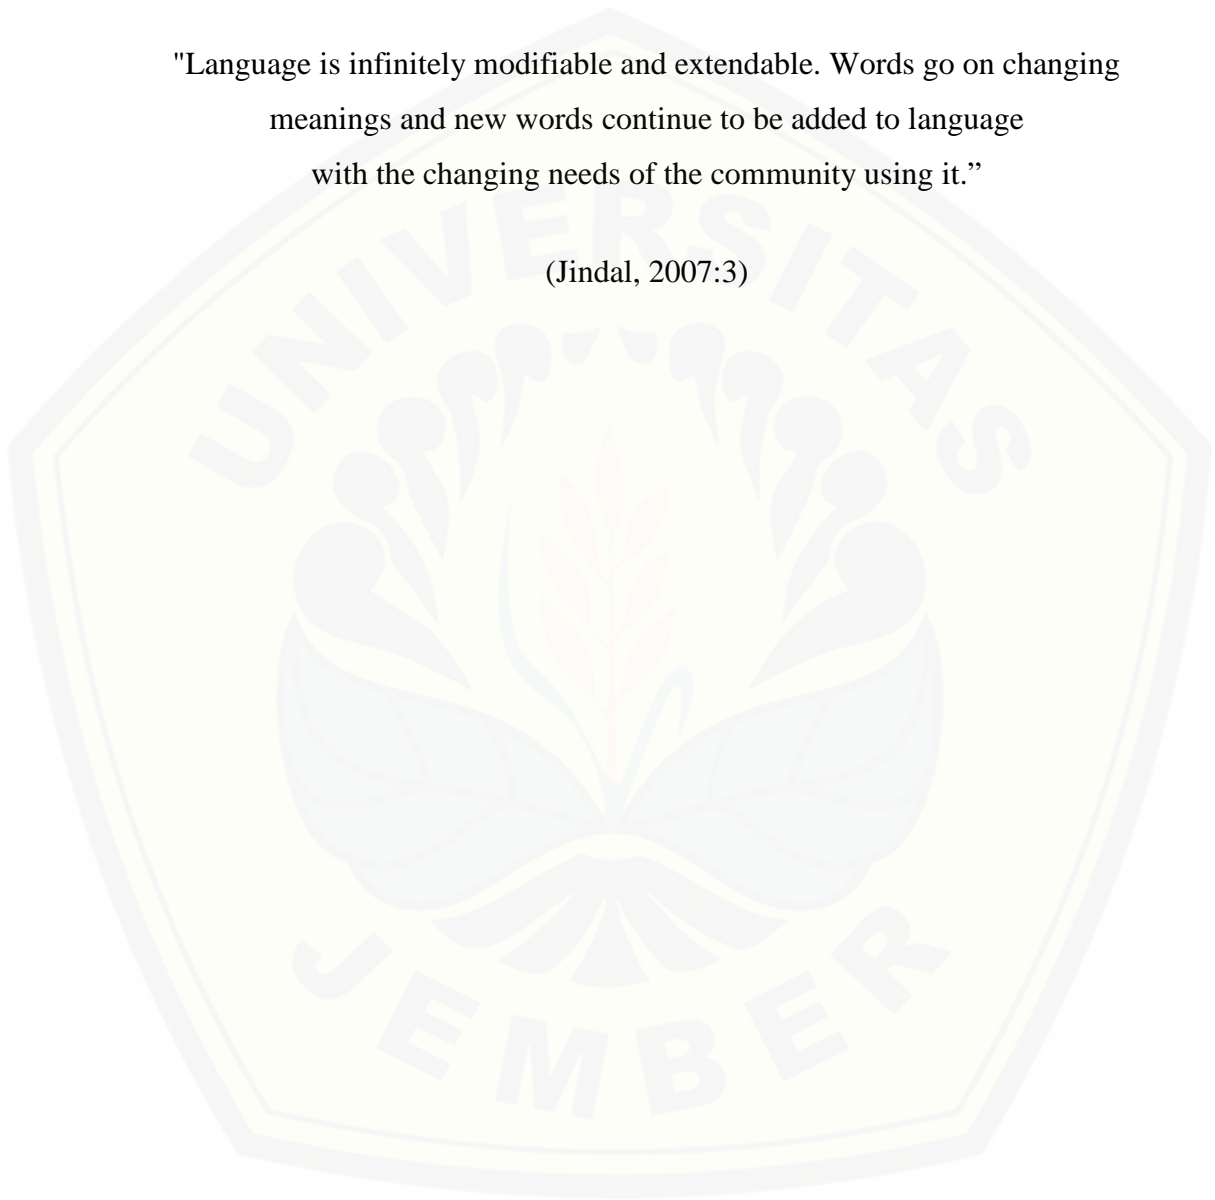 "Language is infinitely modifiable and extendable. Words go on changing
meanings and new words continue to be added to language
with the changing needs of the community using it.”
(Jindal, 2007:3)
UNIVERSITAS
JEMBER